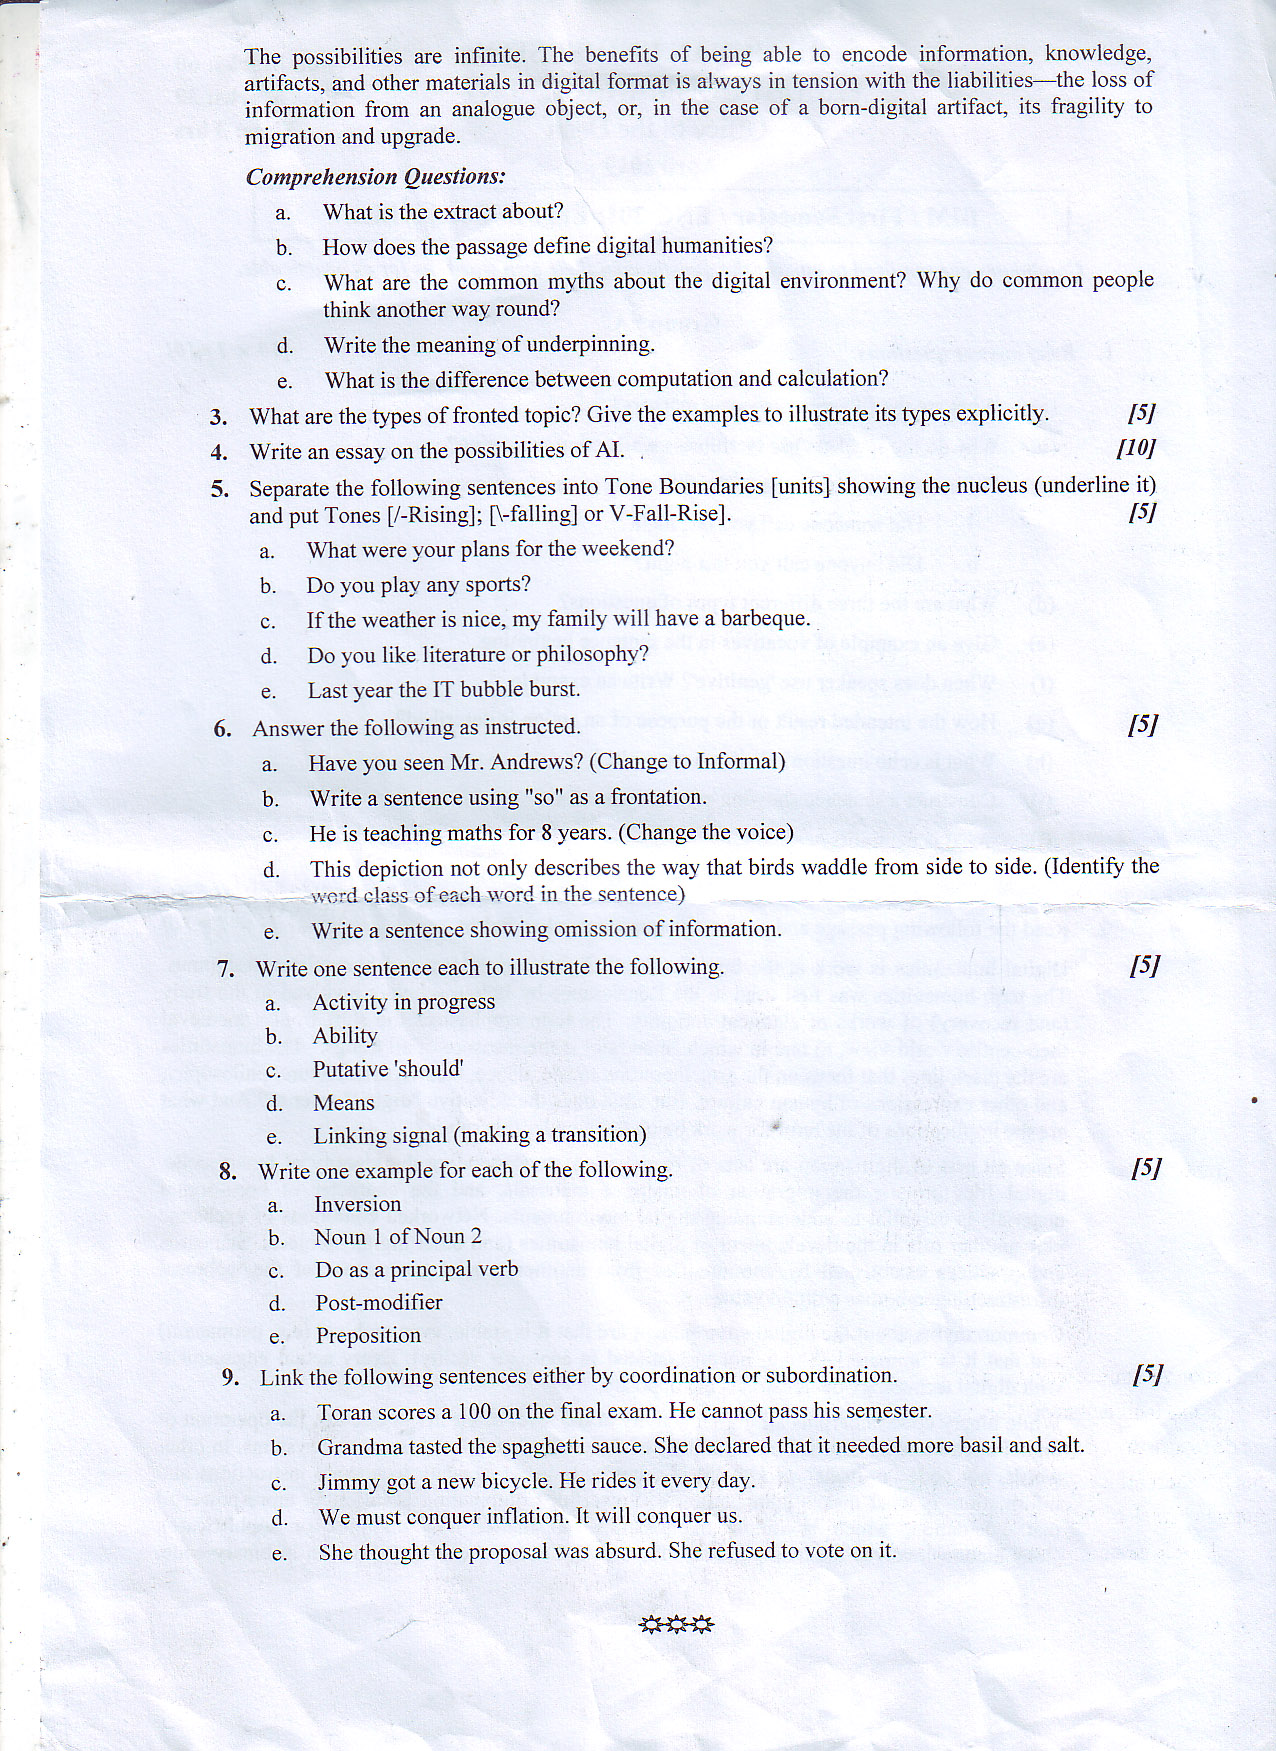 The possibilities are infinite. The benefits of being able to encode information, knowledge,
artifacts, and other materials in digital format is always in tension with the liabilities—the loss of
information from an analogue object, or, in the case of a born-digital artifact, its fragility to
migration and upgrade.
Comprehension Questions:
a. What is the extract about?
b. How does the passage define digital humanities?
c. What are the common myths about the digital environment? Why do common people
think another way round?
d. Write the meaning of underpinning.
e. What is the difference between computation and calculation?
3. What are the types of fronted topic? Give the examples to illustrate its types explicitly. [5]
4. Write an essay on the possibilities of AI. [10]
5. Separate the following sentences into Tone Boundaries [units] showing the nucleus (underline it)
and put Tones [/-Rising]; [\-falling] or V-Fall-Rise]. [5]
a. What were your plans for the weekend?
b. Do you play any sports?
c. If the weather is nice, my family will have a barbeque.
d. Do you like literature or philosophy?
e. Last year the IT bubble burst.
6. Answer the following as instructed. [5]
a. Have you seen Mr. Andrews? (Change to Informal)
b. Write a sentence using "so" as a frontation.
c. He is teaching maths for 8 years. (Change the voice)
d. This depiction not only describes the way that birds waddle from side to side. (Identify the
word class of each word in the sentence)
e. Write a sentence showing omission of information.
7. Write one sentence each to illustrate the following. [5]
a. Activity in progress
b. Ability
c. Putative 'should'
d. Means
e. Linking signal (making a transition)
8. Write one example for each of the following. [5]
a. Inversion
b. Noun 1 of Noun 2
c. Do as a principal verb
d. Post-modifier
e. Preposition
9. Link the following sentences either by coordination or subordination. [5]
a. Toran scores a 100 on the final exam. He cannot pass his semester.
b. Grandma tasted the spaghetti sauce. She declared that it needed more basil and salt.
c. Jimmy got a new bicycle. He rides it every day.
d. We must conquer inflation. It will conquer us.
e. She thought the proposal was absurd. She refused to vote on it.